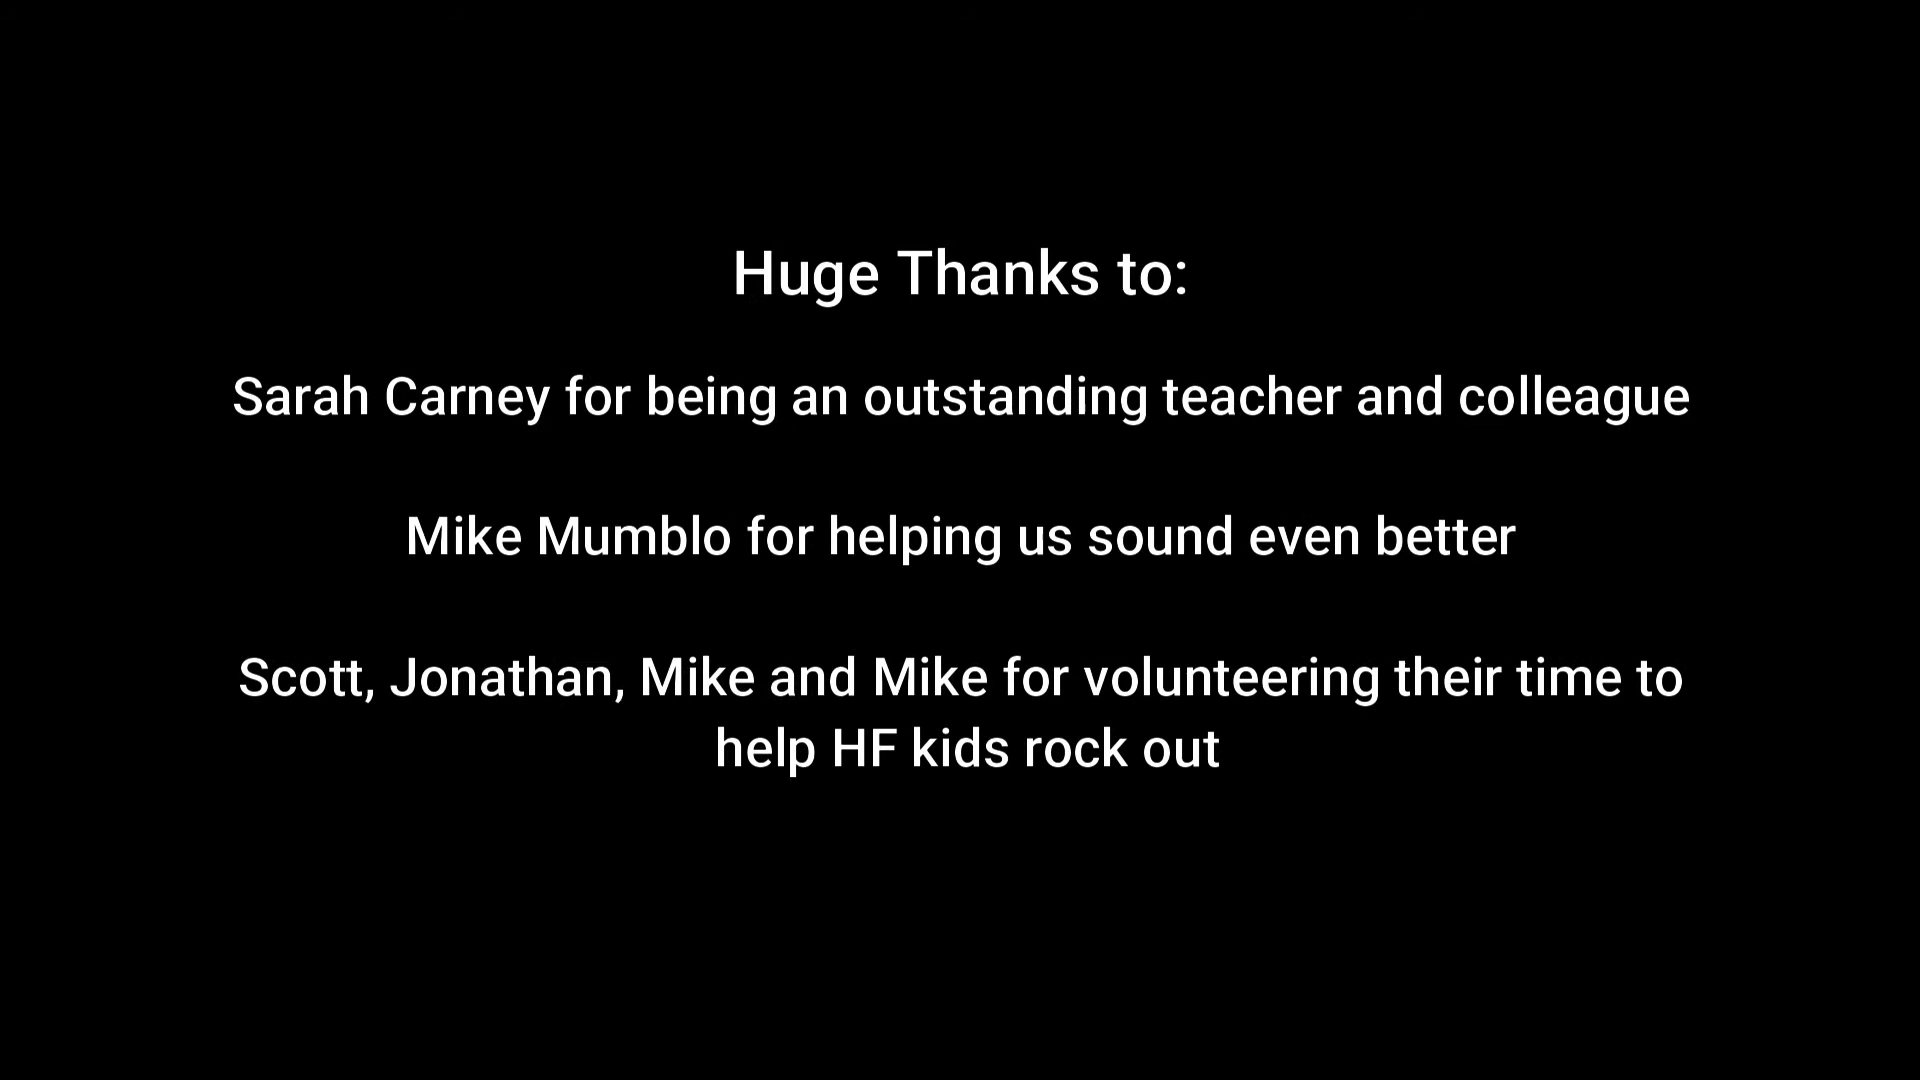 Huge Thanks to:
Sarah Carney for being an outstanding teacher and colleague
Mike Mumblo for helping us sound even better
Scott, Jonathan, Mike and Mike for volunteering their time to
help HF kids rock out